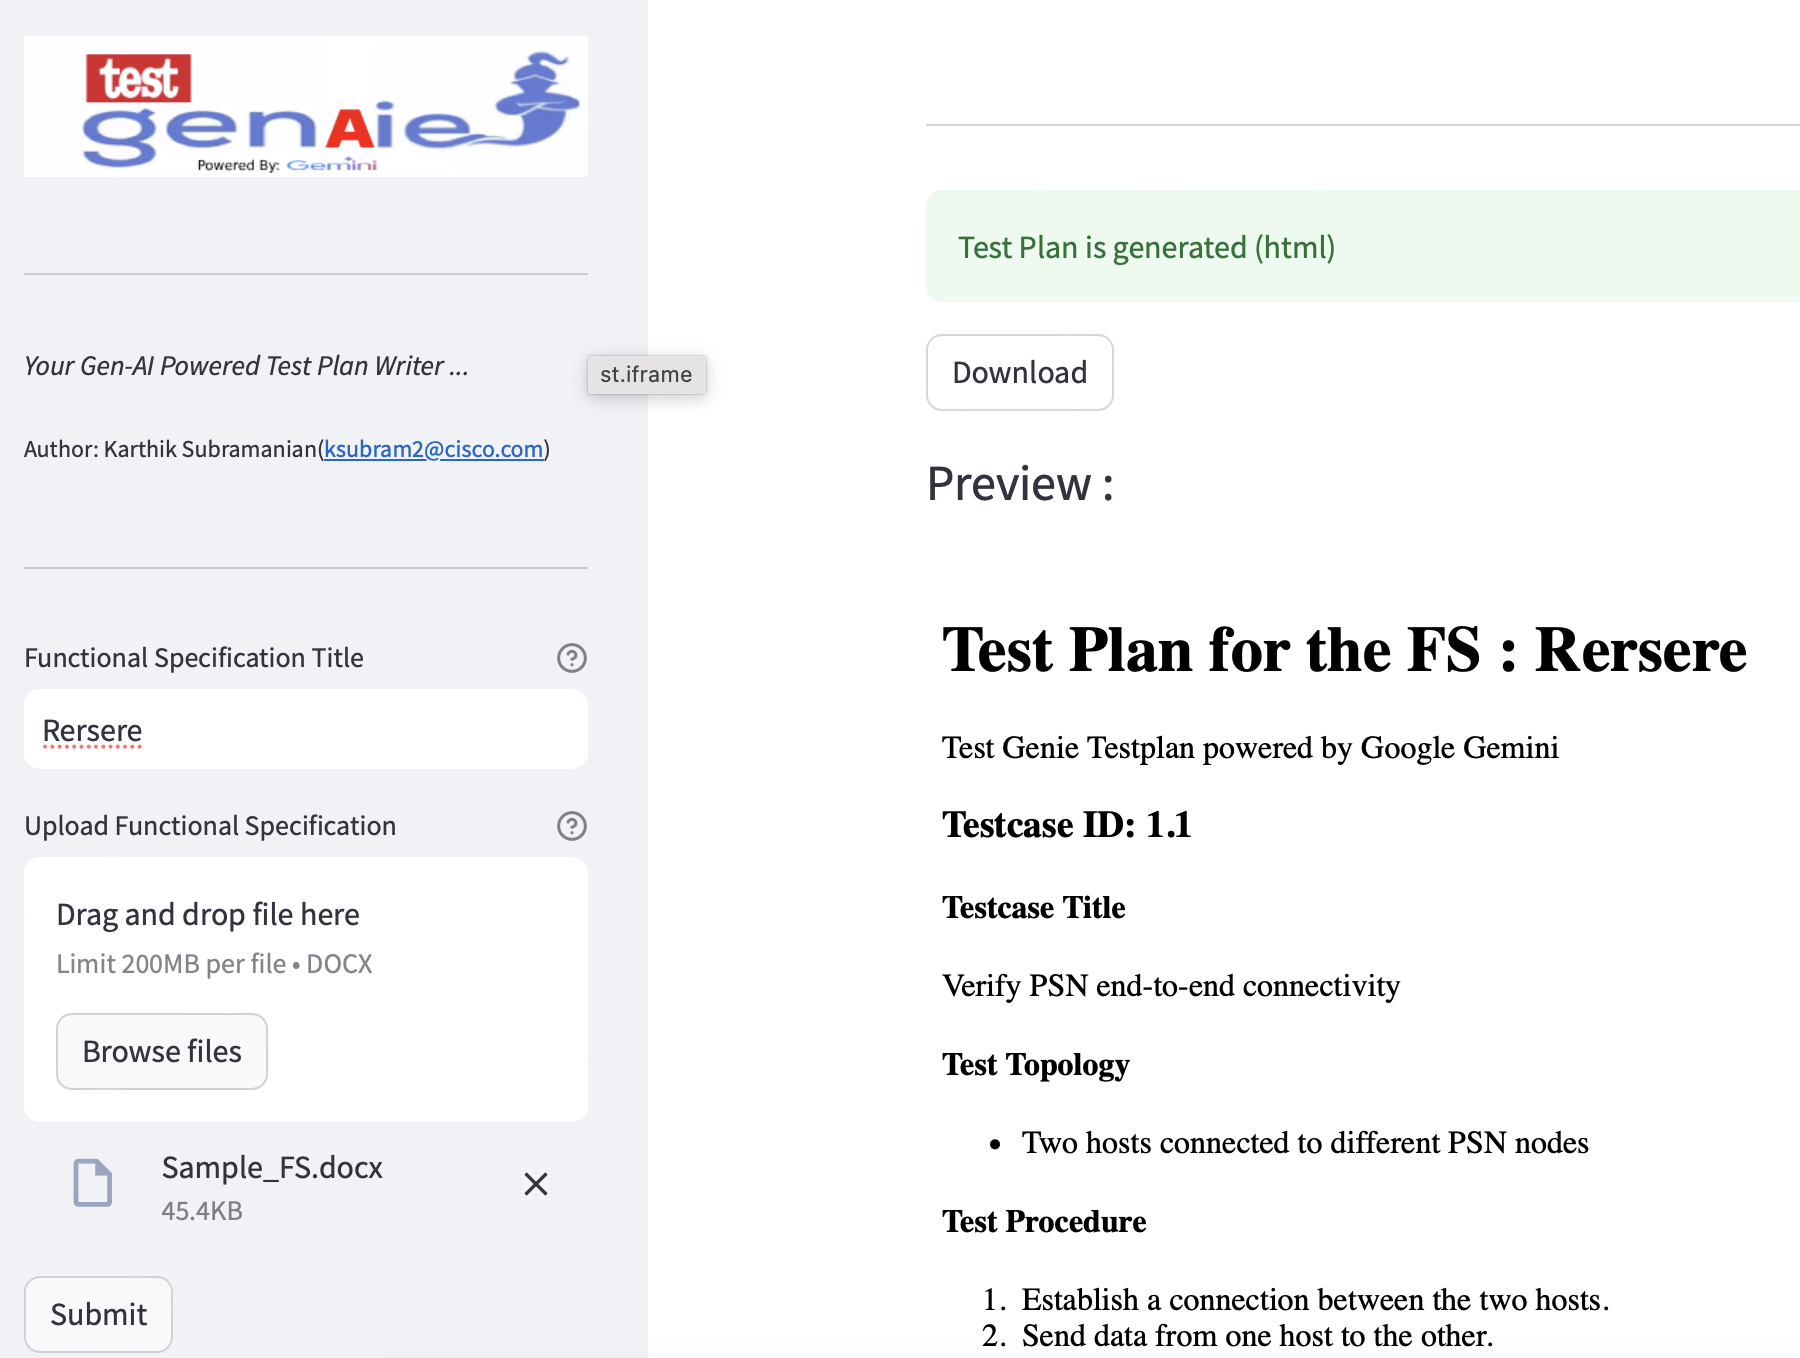 test
genAie
Powered By: Gemini
Your Gen-AI Powered Test Plan Writer ...
st.iframe
Author: Karthik Subramanian(ksubram2@cisco.com)
Functional Specification Title
Rersere
Upload Functional Specification
Drag and drop file here
Limit 200MB per file • DOCX
Browse files
Sample_FS.docx
45.4KB
Submit
Test Plan is generated (html)
Download
Preview :
Test Plan for the FS : Rersere
Test Genie Testplan powered by Google Gemini
Testcase ID: 1.1
Testcase Title
Verify PSN end-to-end connectivity
Test Topology
• Two hosts connected to different PSN nodes
Test Procedure
1. Establish a connection between the two hosts.
2. Send data from one host to the other.